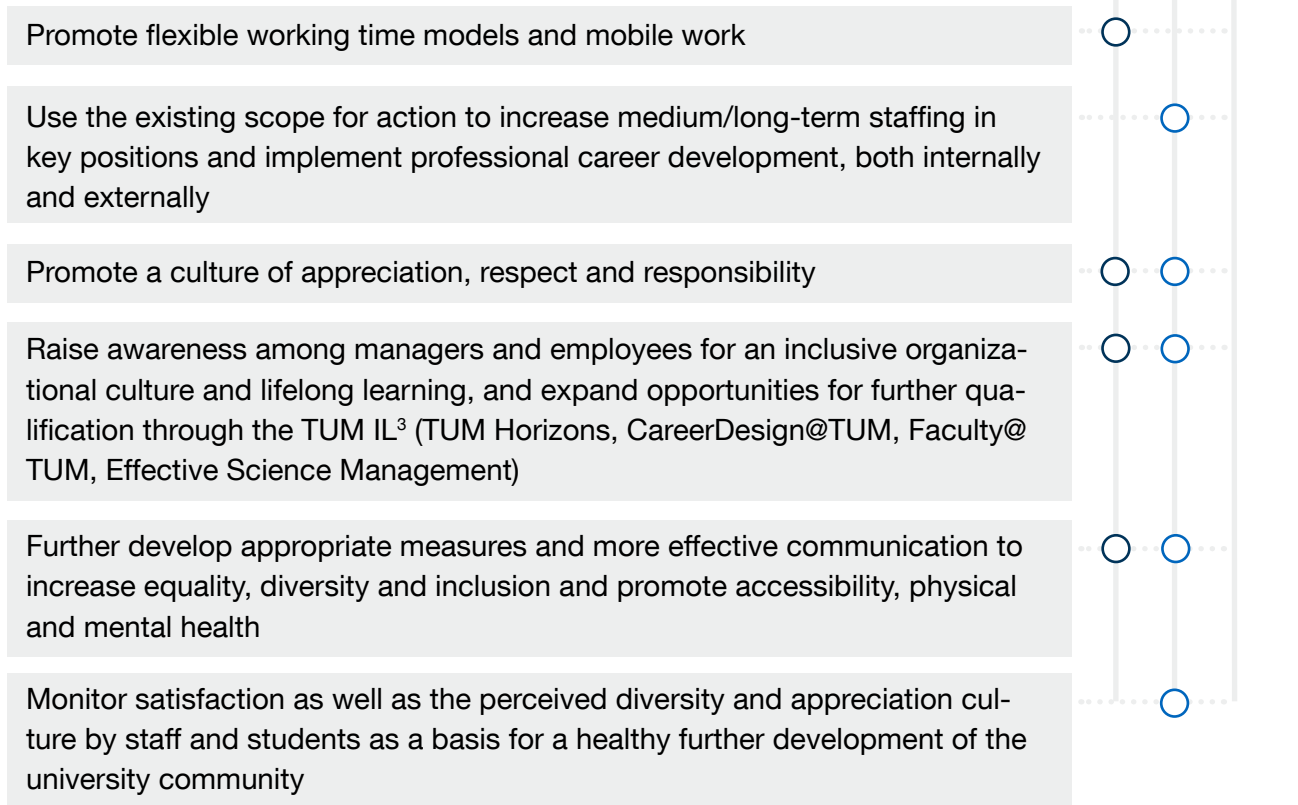 Promote flexible working time models and mobile work
Use the existing scope for action to increase medium/long-term staffing in
key positions and implement professional career development, both internally
and externally
Promote a culture of appreciation, respect and responsibility
Raise awareness among managers and employees for an inclusive organiza-
tional culture and lifelong learning, and expand opportunities for further qua-
lification through the TUM IL³ (TUM Horizons, CareerDesign@TUM, Faculty@
TUM, Effective Science Management)
Further develop appropriate measures and more effective communication to
increase equality, diversity and inclusion and promote accessibility, physical
and mental health
Monitor satisfaction as well as the perceived diversity and appreciation cul-
ture by staff and students as a basis for a healthy further development of the
university community